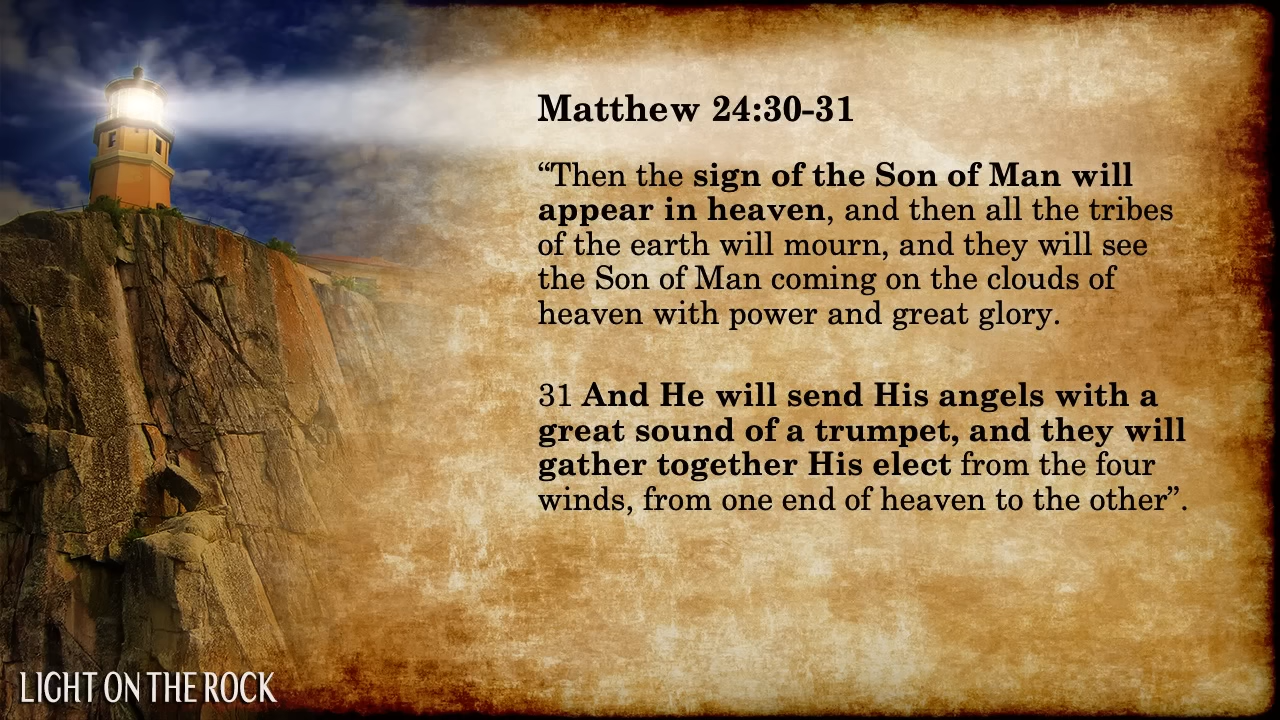 Matthew 24:30-31
“Then the sign of the Son of Man will
appear in heaven, and then all the tribes
of the earth will mourn, and they will see
the Son of Man coming on the clouds of
heaven with power and great glory.
31 And He will send His angels with a
great sound of a trumpet, and they will
gather together His elect from the four
winds, from one end of heaven to the other”.
LIGHT ON THE ROCK